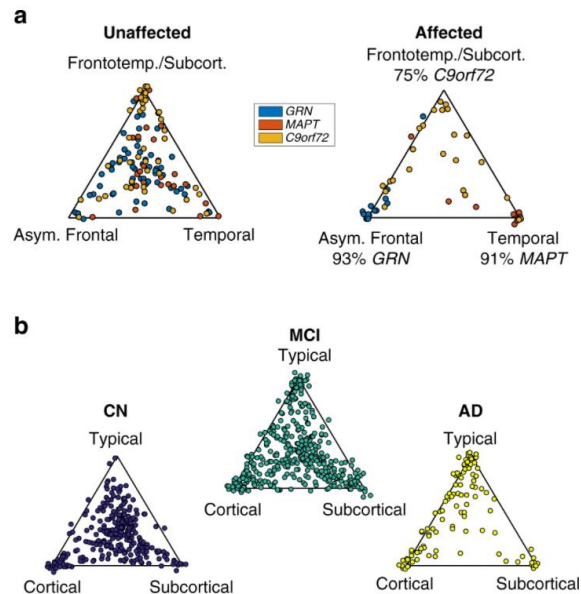 a
Unaffected
Affected
Frontotemp./Subcort.
Frontotemp./Subcort.
75% C9orf72
GRN
MAPT
C9orf72
Asym. Frontal
Temporal
Asym. Frontal
93% GRN
Temporal
91% MAPT
b
MCI
Typical
CN
Typical
AD
Typical
Cortical
Subcortical
Cortical
Subcortical
Cortical
Subcortical